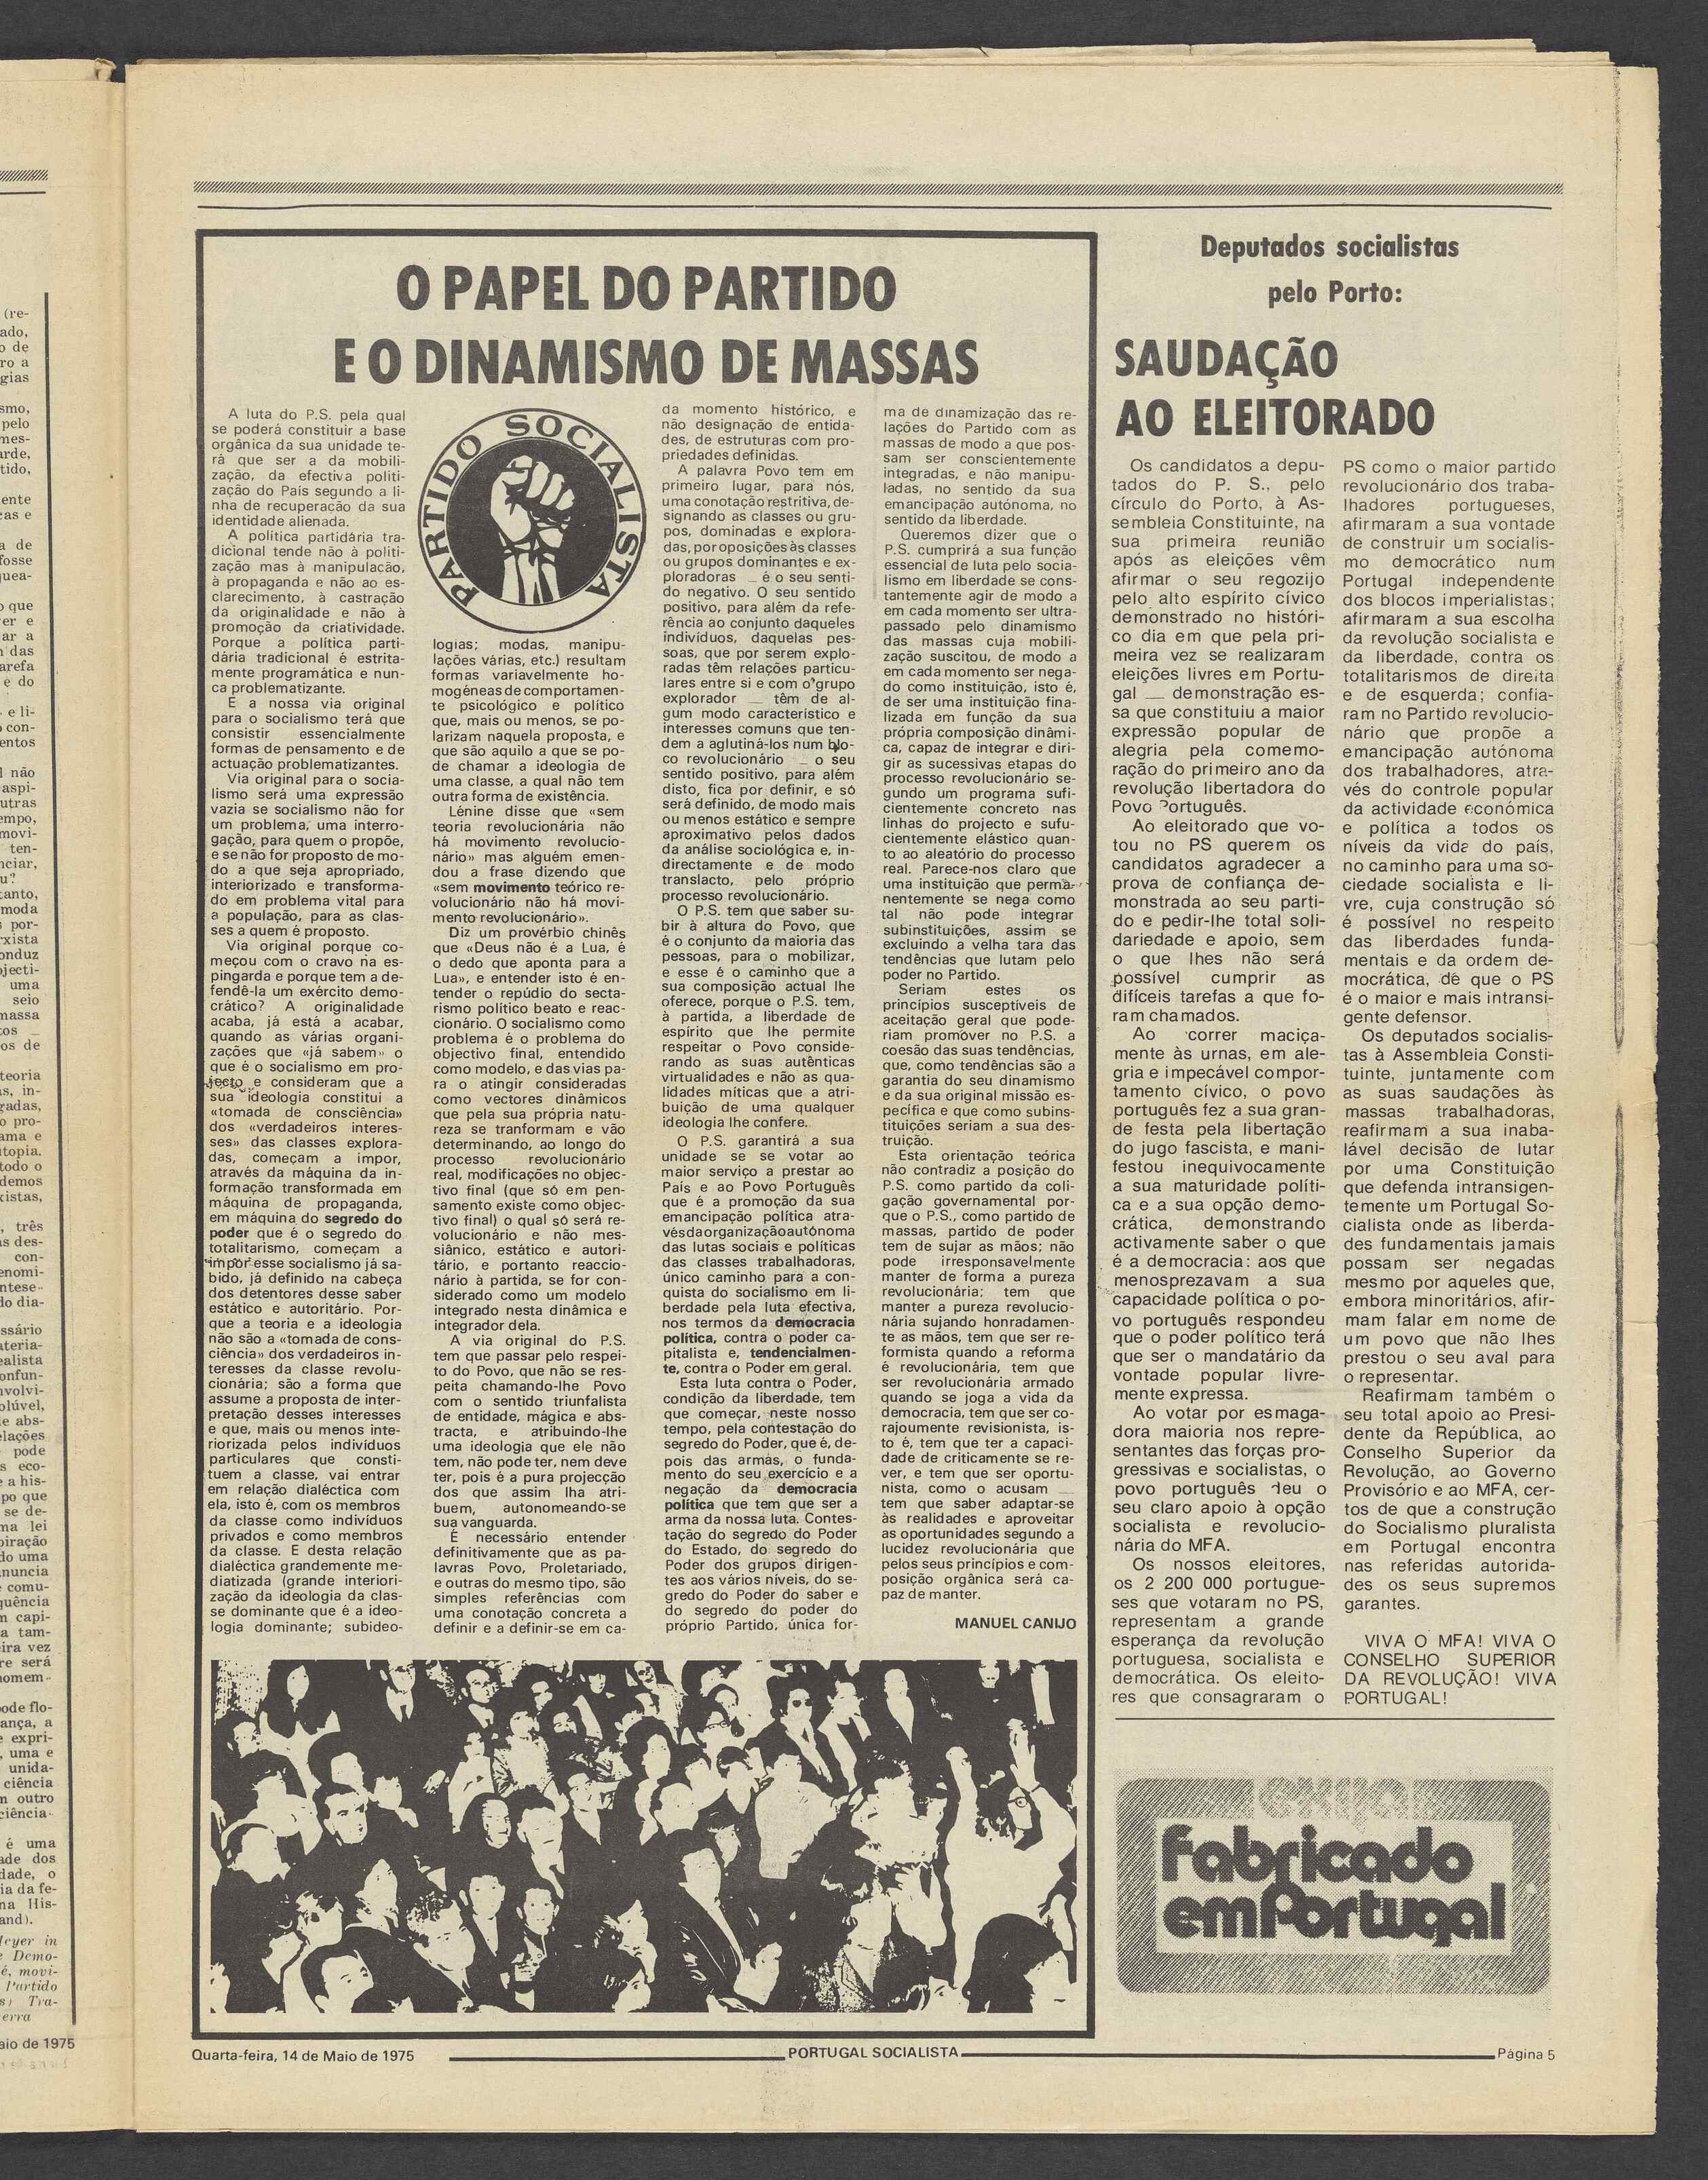 O PAPEL DO PARTIDO
E O DINAMISMO DE MASSAS
A luta do P.S. pela qual
se poderá constituir a base
orgânica da sua unidade te-
rá que ser a da mobili-
zação, da efectiva politi-
zação do País segundo a li-
nha de recuperacão da sua
identidade alienada.
A política partidária tra-
dicional tende não à politi-
zação mas à manipulacão,
à propaganda e não ao es-
clarecimento, à castração
da originalidade e não à
promoção da criatividade.
Porque a política parti-
dária tradicional é estrita-
mente programática e nun-
ca problematizante.
E a nossa via original
para o socialismo terá que
consistir essencialmente
formas de pensamento e de
actuação problematizantes.
Via original para o socia-
lismo será uma expressão
vazia se socialismo não for
um problema, uma interro-
gação, para quem o propõe,
e se não for proposto de mo-
do a que seja apropriado,
interiorizado e transforma-
do em problema vital para
a população, para as clas-
ses a quem é proposto.
Via original porque co-
meçou com o cravo na es-
pingarda e porque tem a de-
fendê-la um exército demo-
crático? A originalidade
acaba, já está a acabar,
quando as várias organi-
zações que «já sabem» o
que é o socialismo em pro-
jecto e consideram que a
sua ideologia constitui a
«tomada de consciência»
dos «verdadeiros interes-
ses» das classes explora-
das, começam a impor,
através da máquina da in-
formação transformada em
máquina de propaganda,
em máquina do segredo do
poder que é o segredo do
totalitarismo, começam a
impor esse socialismo já sa-
bido, já definido na cabeça
dos detentores desse saber
estático e autoritário. Por-
que a teoria e a ideologia
não são a «tomada de cons-
ciência» dos verdadeiros in-
teresses da classe revolu-
cionária; são a forma que
assume a proposta de inter-
pretação desses interesses
e que, mais ou menos inte-
riorizada pelos indivíduos
particulares que consti-
tuem a classe, vai entrar
em relação dialéctica com
ela, isto é, com os membros
da classe como indivíduos
privados e como membros
da classe. E desta relação
dialéctica grandemente me-
diatizada (grande interiori-
zação da ideologia da clas-
se dominante que é a ideo-
logia dominante; subideo-
PARTIDO SOCIALISTA
logias; modas, manipu-
lações várias, etc.) resultam
formas variavelmente ho-
mogéneas de comportamen-
te psicológico e político
que, mais ou menos, se po-
larizam naquela proposta, e
que são aquilo a que se po-
de chamar a ideologia de
uma classe, a qual não tem
outra forma de existência.
Lénine disse que «sem
teoria revolucionária não
há movimento revolucio-
nário» mas alguém emen-
dou a frase dizendo que
«sem movimento teórico re-
volucionário não há movi-
mento revolucionário».
Diz um provérbio chinês
que «Deus não é a Lua, é
o dedo que aponta para a
Lua», e entender isto é en-
tender o repúdio do secta-
rismo político beato e reac-
cionário. O socialismo como
problema é o problema do
objectivo final, entendido
como modelo, e das vias pa-
ra o atingir consideradas
como vectores dinâmicos
que pela sua própria natu-
reza se tranformam e vão
determinando, ao longo do
processo revolucionário
real, modificações no objec-
tivo final (que só em pen-
samento existe como objec-
tivo final) o qual só será re-
volucionário e não mes-
siânico, estático e autori-
tário, e portanto reaccio-
nário à partida, se for con-
siderado como um modelo
integrado nesta dinâmica e
integrador dela.
A via original do P.S.
tem que passar pelo respei-
to do Povo, que não se res-
peita chamando-lhe Povo
com o sentido triunfalista
de entidade, mágica e abs-
tracta, e atribuindo-lhe
uma ideologia que ele não
tem, não pode ter, nem deve
ter, pois é a pura projecção
dos que assim lha atri-
buem, autonomeando-se
sua vanguarda.
É necessário entender
definitivamente que as pa-
lavras Povo, Proletariado,
e outras do mesmo tipo, são
simples referências com
uma conotação concreta a
definir e a definir-se em ca-
da momento histórico, e
não designação de entida-
des, de estruturas com pro-
priedades definidas.
A palavra Povo tem em
primeiro lugar, para nós,
uma conotação restritiva, de-
signando as classes ou gru-
pos, dominadas e explora-
das, por oposições às classes
ou grupos dominantes e ex-
ploradoras _ é o seu senti-
do negativo. O seu sentido
positivo, para além da refe-
rência ao conjunto daqueles
indivíduos, daquelas pes-
soas, que por serem explo-
radas têm relações particu-
lares entre si e com o grupo
explorador _ têm de al-
gum modo característico e
interesses comuns que ten-
dem a aglutiná-los num blo-
co revolucionário _ o seu
sentido positivo, para além
disto, fica por definir, e só
será definido, de modo mais
ou menos estático e sempre
aproximativo pelos dados
da análise sociológica e, in-
directamente e de modo
translacto, pelo próprio
processo revolucionário.
O P.S. tem que saber su-
bir à altura do Povo, que
é o conjunto da maioria das
pessoas, para o mobilizar,
e esse é o caminho que a
sua composição actual lhe
oferece, porque o P.S. tem,
à partida, a liberdade de
espírito que lhe permite
respeitar o Povo conside-
rando as suas autênticas
virtualidades e não as qua-
lidades míticas que a atri-
buição de uma qualquer
ideologia lhe confere.
O P.S. garantirá a sua
unidade se se votar ao
maior serviço a prestar ao
País e ao Povo Português
que é a promoção da sua
emancipação política atra-
vés da organização autónoma
das lutas sociais e políticas
das classes trabalhadoras,
único caminho para a con-
quista do socialismo em li-
berdade pela luta efectiva,
nos termos da democracia
política, contra o poder ca-
pitalista e, tendencialmen-
te, contra o Poder em geral.
Esta luta contra o Poder,
condição da liberdade, tem
que começar, neste nosso
tempo, pela contestação do
segredo do Poder, que é, de-
pois das armas, o funda-
mento do seu exercício e a
negação da democracia
política que tem que ser a
arma da nossa luta. Contes-
tação do segredo do Poder
do Estado, do segredo do
Poder dos grupos dirigen-
tes aos vários níveis, do se-
gredo do Poder do saber e
do segredo do poder do
próprio Partido, única for-
ma de dinamização das re-
lações do Partido com as
massas de modo a que pos-
sam ser conscientemente
integradas, e não manipu-
ladas, no sentido da sua
emancipação autónoma, no
sentido da liberdade.
Queremos dizer que o
P.S. cumprirá a sua função
essencial de luta pelo socia-
lismo em liberdade se cons-
tantemente agir de modo a
em cada momento ser ultra-
passado pelo dinamismo
das massas cuja mobili-
zação suscitou, de modo a
em cada momento ser nega-
do como instituição, isto é,
de ser uma instituição fina-
lizada em função da sua
própria composição dinâmi-
ca, capaz de integrar e diri-
gir as sucessivas etapas do
processo revolucionário se-
gundo um programa sufi-
cientemente concreto nas
linhas do projecto e sufu-
cientemente elástico quan-
to ao aleatório do processo
real. Parece-nos claro que
uma instituição que perma-
nentemente se nega como
tal não pode integrar
subinstituições, assim se
excluindo a velha tara das
tendências que lutam pelo
poder no Partido.
Seriam estes os
princípios susceptíveis de
aceitação geral que pode-
riam promover no P.S. a
coesão das suas tendências,
que, como tendências são a
garantia do seu dinamismo
e da sua original missão es-
pecífica e que como subins-
tituições seriam a sua des-
truição.
Esta orientação teórica
não contradiz a posição do
P.S. como partido da coli-
gação governamental por-
que o P.S., como partido de
massas, partido de poder
tem de sujar as mãos; não
pode irresponsavelmente
manter de forma a pureza
revolucionária; tem que
manter a pureza revolucio-
nária sujando honradamen-
te as mãos, tem que ser re-
formista quando a reforma
é revolucionária, tem que
ser revolucionário armado
quando se joga a vida da
democracia, tem que ser co-
rajoumente revisionista, is-
to é, tem que ter a capaci-
dade de criticamente se re-
ver, e tem que ser oportu-
nista, como o acusam _
tem que saber adaptar-se
às realidades e aproveitar
as oportunidades segundo a
lucidez revolucionária que
pelos seus princípios e com-
posição orgânica será ca-
paz de manter.
MANUEL CANIJO
Deputados socialistas
pelo Porto:
SAUDAÇÃO
AO ELEITORADO
Os candidatos a depu-
tados do P. S., pelo
círculo do Porto, à As-
sembleia Constituinte, na
sua primeira reunião
após as eleições vêm
afirmar o seu regozijo
pelo alto espírito cívico
demonstrado no históri-
co dia em que pela pri-
meira vez se realizaram
eleições livres em Portu-
gal _ demonstração es-
sa que constituiu a maior
expressão popular de
alegria pela comemo-
ração do primeiro ano da
revolução libertadora do
Povo Português.
Ao eleitorado que vo-
tou no PS querem os
candidatos agradecer a
prova de confiança de-
monstrada ao seu parti-
do e pedir-lhe total soli-
dariedade e apoio, sem
o que lhes não será
possível cumprir as
difíceis tarefas a que fo-
ram chamados.
Ao correr maciça-
mente às urnas, em ale-
gria e impecável compor-
tamento cívico, o povo
português fez a sua gran-
de festa pela libertação
do jugo fascista, e mani-
festou inequivocamente
a sua maturidade políti-
ca e a sua opção demo-
crática, demonstrando
activamente saber o que
é a democracia: aos que
menosprezavam a sua
capacidade política o po-
vo português respondeu
que o poder político terá
que ser o mandatário da
vontade popular livre-
mente expressa.
Ao votar por esmaga-
dora maioria nos repre-
sentantes das forças pro-
gressivas e socialistas, o
povo português deu o
seu claro apoio à opção
socialista e revolucio-
nária do MFA.
Os nossos eleitores,
os 2 200 000 portugue-
ses que votaram no PS,
representam a grande
esperança da revolução
portuguesa, socialista e
democrática. Os eleito-
res que consagraram o
PS como o maior partido
revolucionário dos traba-
lhadores portugueses,
afirmaram a sua vontade
de construir um socialis-
mo democrático num
Portugal independente
dos blocos imperialistas;
afirmaram a sua escolha
da revolução socialista e
da liberdade, contra os
totalitarismos de direita
e de esquerda; confia-
ram no Partido revolucio-
nário que propõe a
emancipação autónoma
dos trabalhadores, atra-
vés do controle popular
da actividade económica
e política a todos os
níveis da vida do país,
no caminho para uma so-
ciedade socialista e li-
vre, cuja construção só
é possível no respeito
das liberdades funda-
mentais e da ordem de-
mocrática, de que o PS
é o maior e mais intransi-
gente defensor.
Os deputados socialis-
tas à Assembleia Consti-
tuinte, juntamente com
as suas saudações às
massas trabalhadoras,
reafirmam a sua inaba-
lável decisão de lutar
por uma Constituição
que defenda intransigen-
temente um Portugal So-
cialista onde as liberda-
des fundamentais jamais
possam ser negadas
mesmo por aqueles que,
embora minoritários, afir-
mam falar em nome de
um povo que não lhes
prestou o seu aval para
o representar.
Reafirmam também o
seu total apoio ao Presi-
dente da República, ao
Conselho Superior da
Revolução, ao Governo
Provisório e ao MFA, cer-
tos de que a construção
do Socialismo pluralista
em Portugal encontra
nas referidas autorida-
des os seus supremos
garantes.
VIVA O MFA! VIVA O
CONSELHO SUPERIOR
DA REVOLUÇÃO! VIVA
PORTUGAL!
exija
fabricado
em Portugal
Quarta-feira, 14 de Maio de 1975
PORTUGAL SOCIALISTA
Página 5